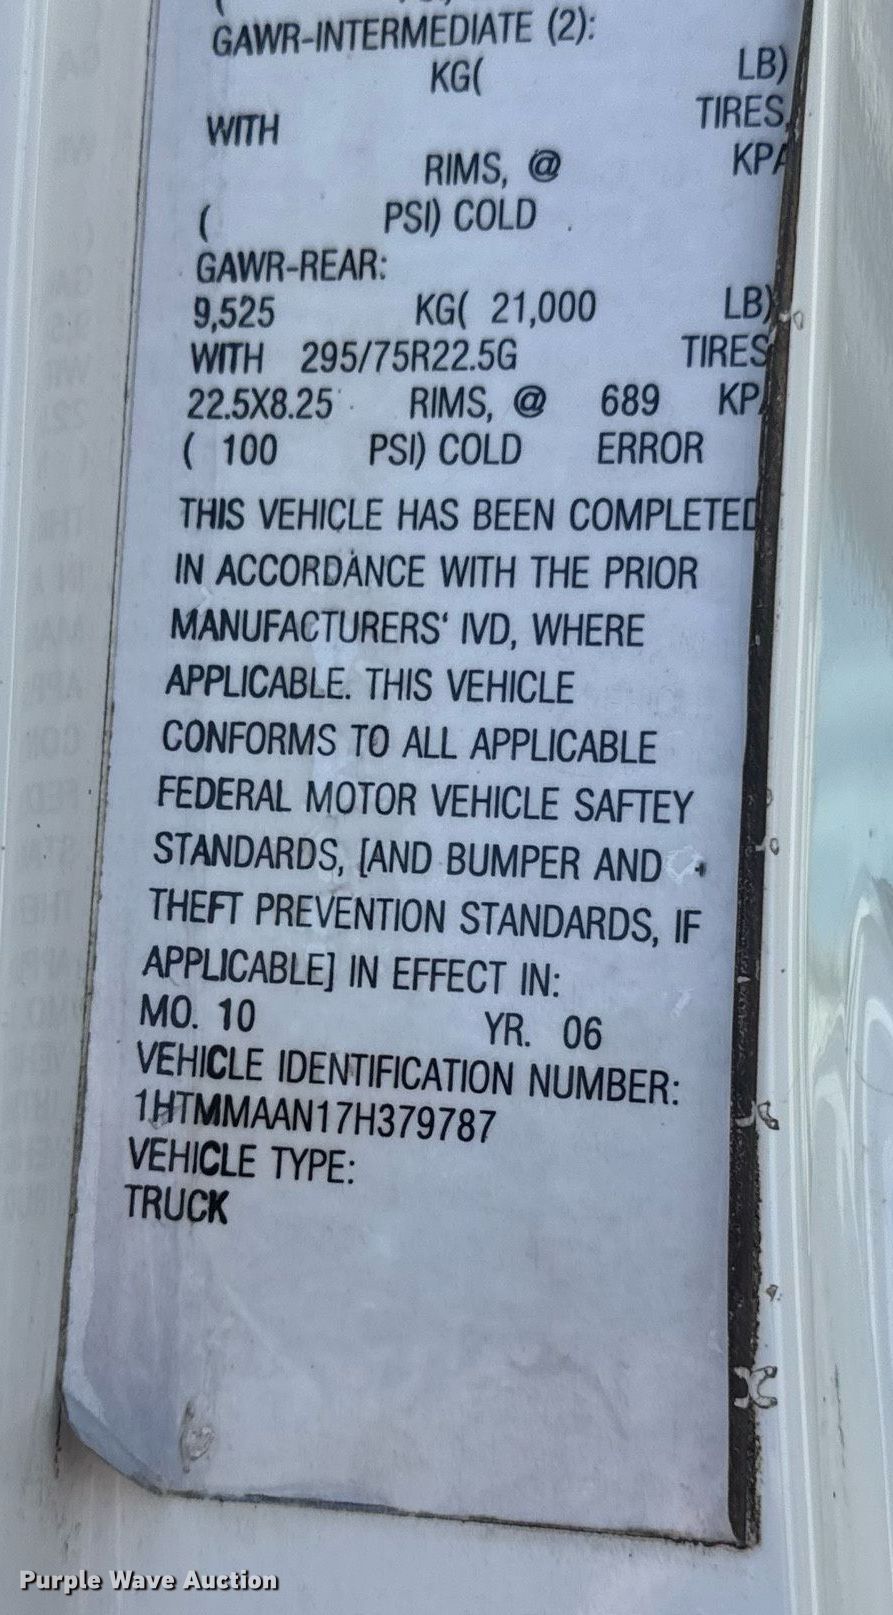 GAWR-INTERMEDIATE (2):
KG( LB)
WITH TIRES,
RIMS, @ KPA
( PSI) COLD
GAWR-REAR:
9,525 KG( 21,000 LB)
WITH 295/75R22.5G TIRES
22.5X8.25 RIMS, @ 689 KPA
( 100 PSI) COLD ERROR
THIS VEHICLE HAS BEEN COMPLETED
IN ACCORDANCE WITH THE PRIOR
MANUFACTURERS' IVD, WHERE
APPLICABLE. THIS VEHICLE
CONFORMS TO ALL APPLICABLE
FEDERAL MOTOR VEHICLE SAFTEY
STANDARDS, [AND BUMPER AND
THEFT PREVENTION STANDARDS, IF
APPLICABLE] IN EFFECT IN:
MO. 10 YR. 06
VEHICLE IDENTIFICATION NUMBER:
1HTMMAAN17H379787
VEHICLE TYPE:
TRUCK
Purple Wave Auction